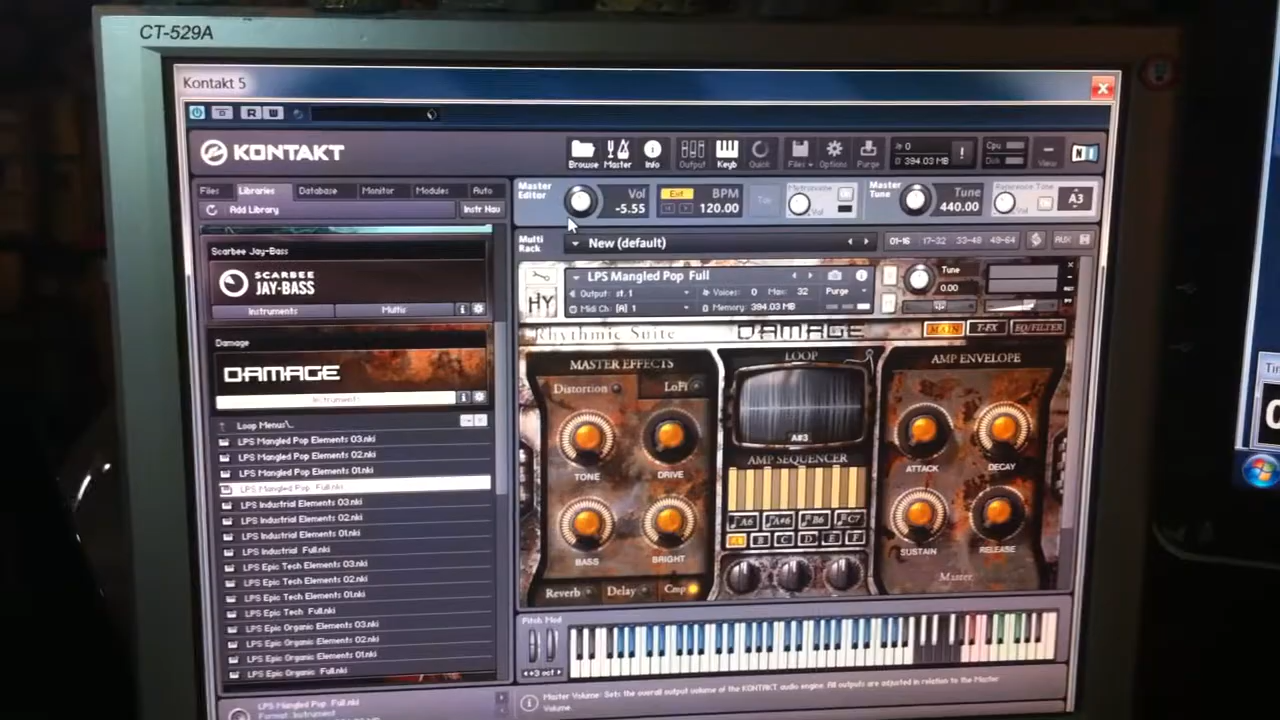 CT-529A
Kontakt 5
R
KONTAKT
Browse Master Info Output Keyb Quick Files Options Purge
0
394.03 MB
!
Cpu
Disk
View
Files Libraries Database Monitor Modules Auto
Add Library Instr Nav
Master Editor
Vol
-5.55
Ext
BPM
120.00
Metronome
Vol
Master Tune
Tune
440.00
Reference Tone
A3
Multi Rack
New (default)
01-16 17-32 33-48 49-64 AUX
Scarbee Jay-Bass
SCARBEE
JAY-BASS
Instruments Multis
Damage
DAMAGE
Instruments
Loop Menus\..
LPS Mangled Pop Elements 03.nki
LPS Mangled Pop Elements 02.nki
LPS Mangled Pop Elements 01.nki
LPS Mangled Pop Full.nki
LPS Industrial Elements 03.nki
LPS Industrial Elements 02.nki
LPS Industrial Elements 01.nki
LPS Industrial Full.nki
LPS Epic Tech Elements 03.nki
LPS Epic Tech Elements 02.nki
LPS Epic Tech Elements 01.nki
LPS Epic Tech Full.nki
LPS Epic Organic Elements 03.nki
LPS Epic Organic Elements 02.nki
LPS Epic Organic Elements 01.nki
LPS Epic Organic Full.nki
LPS Mangled Pop Full.nki
LPS Mangled Pop Full
Output: st.1 Voices: 0 Max: 32 Purge
Midi Ch: [A] 1 Memory: 394.03 MB
Tune
0.00
HY
Rhythmic Suite DAMAGE MAIN T-FX EQ/FILTER
MASTER EFFECTS
Distortion LoFi
TONE DRIVE
BASS BRIGHT
Reverb Delay Cmp
LOOP
A#3
AMP SEQUENCER
A6 A#6 B6 C7
A B C D E F
AMP ENVELOPE
ATTACK DECAY
SUSTAIN RELEASE
Master
Pitch Mod
+3 oct
Master Volume: Sets the overall output volume of the KONTAKT audio engine. All outputs are adjusted in relation to the Master
Volume.